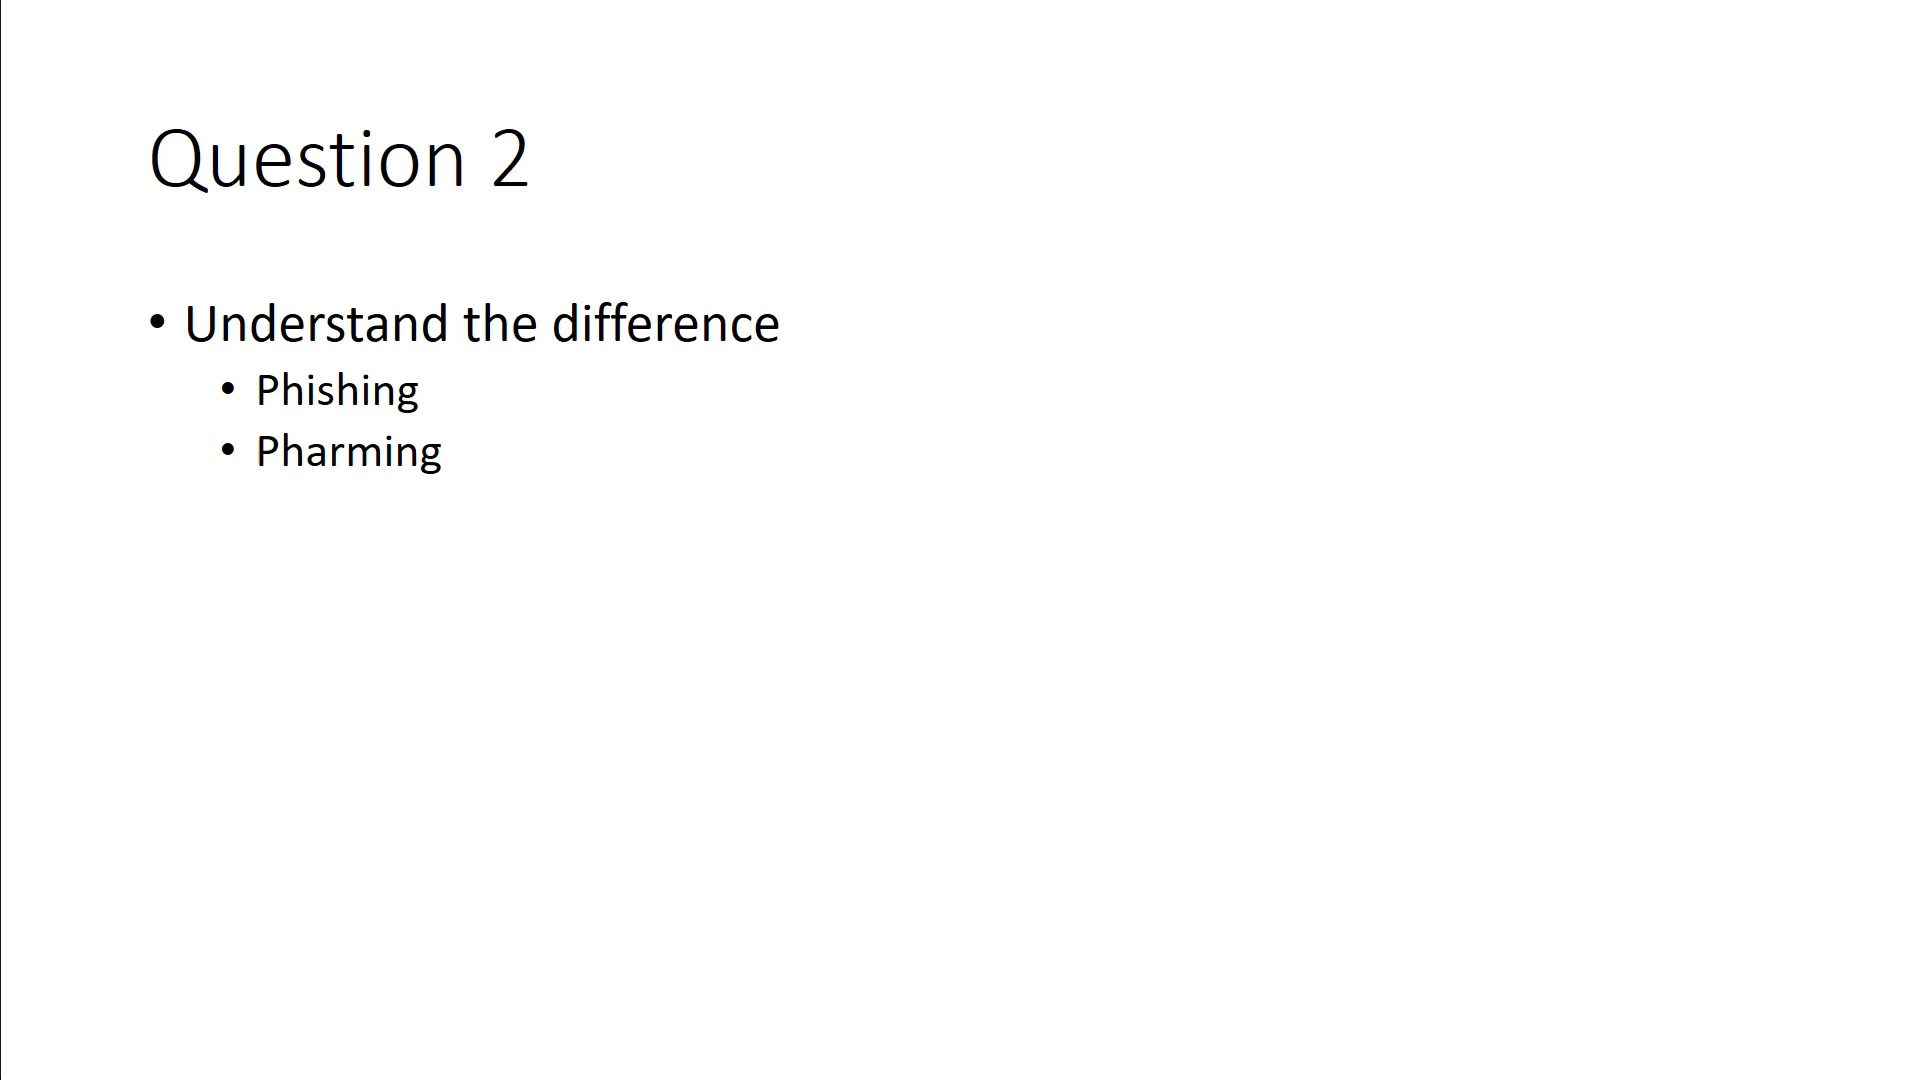 Question 2
• Understand the difference
• Phishing
• Pharming